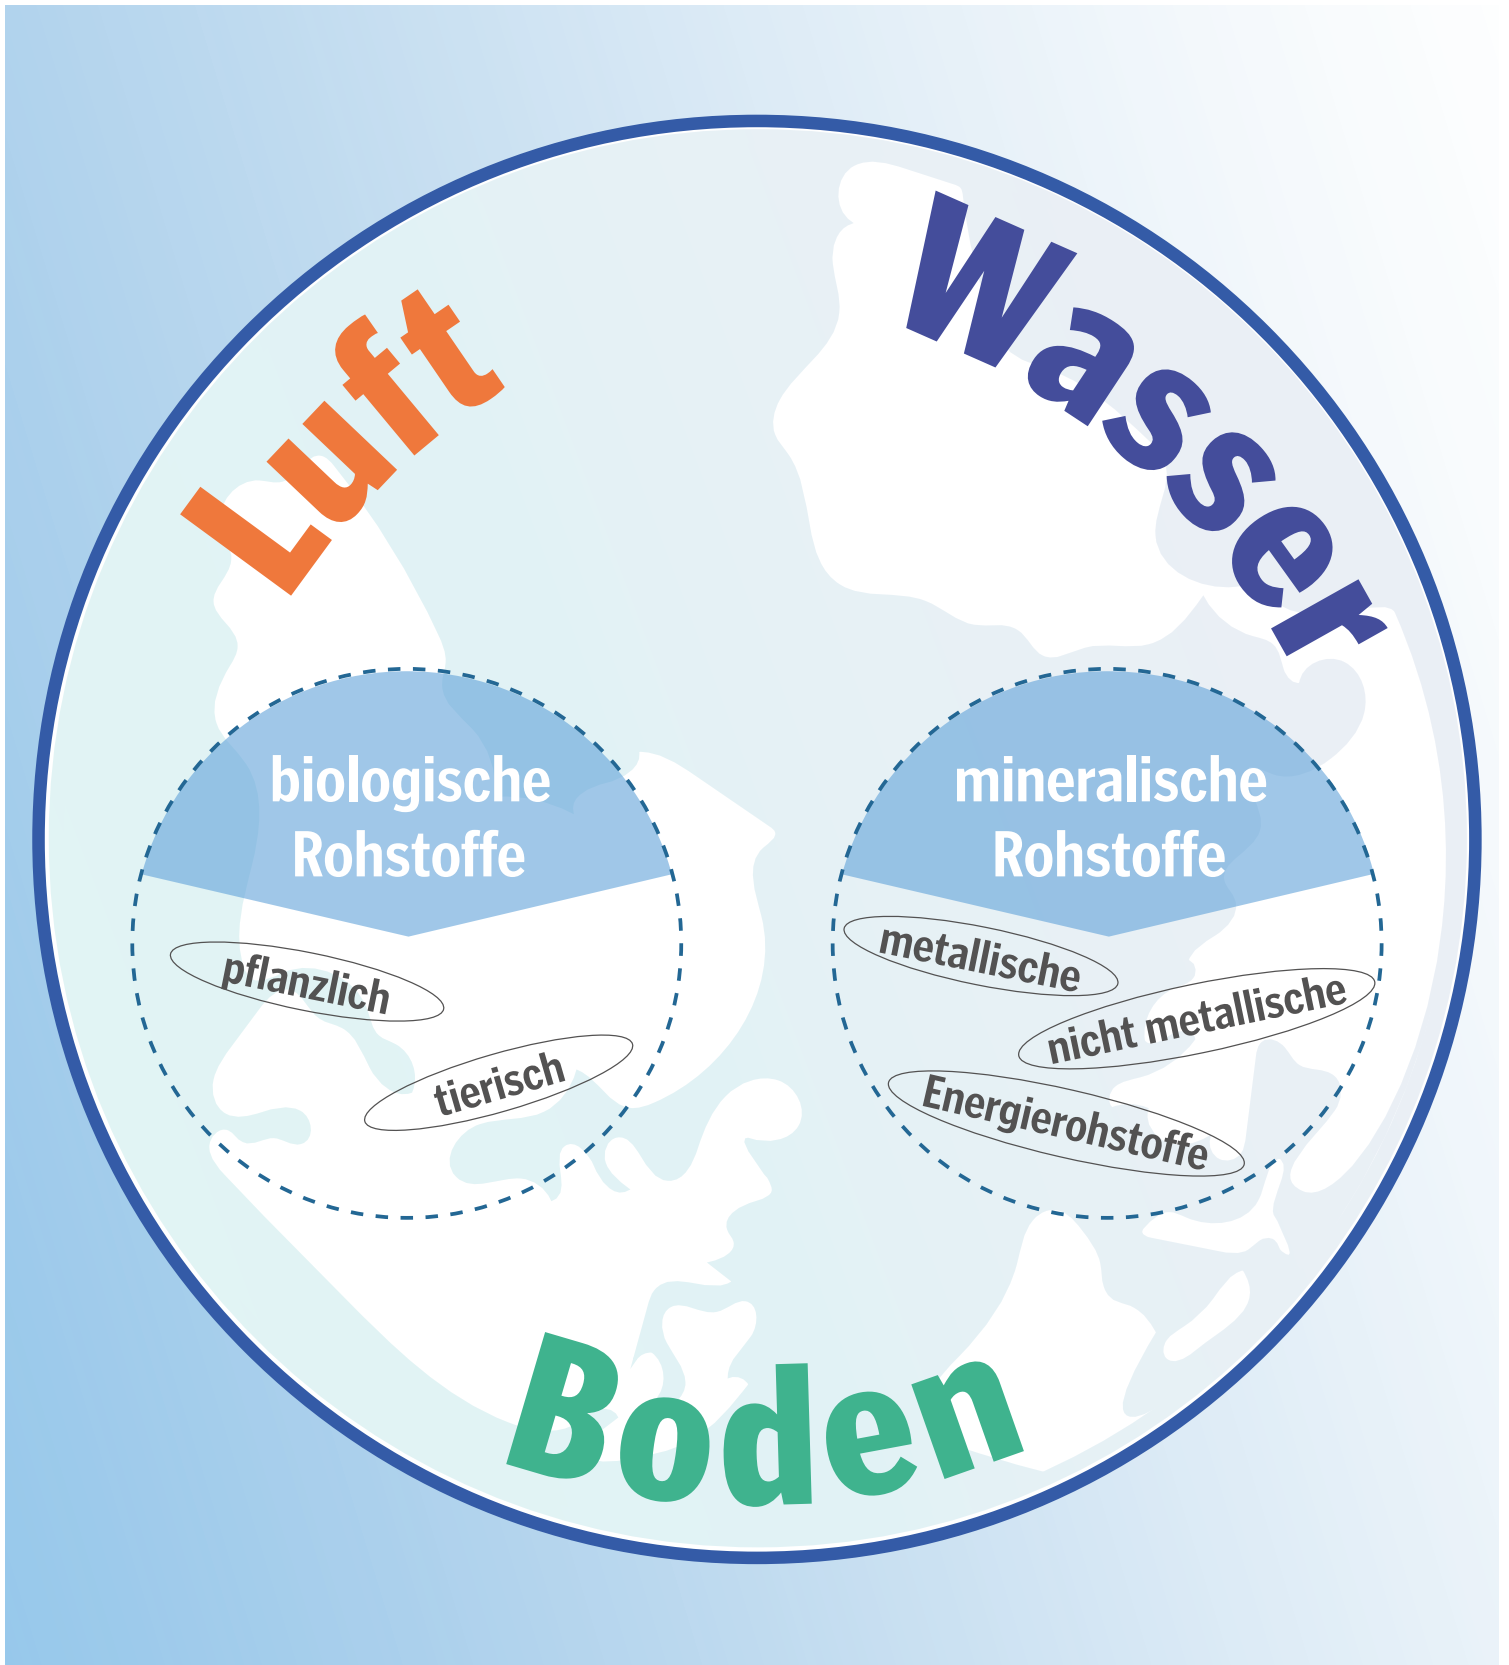 Luft
Wasser
biologische
Rohstoffe
pflanzlich
tierisch
mineralische
Rohstoffe
metallische
nicht metallische
Energierohstoffe
Boden